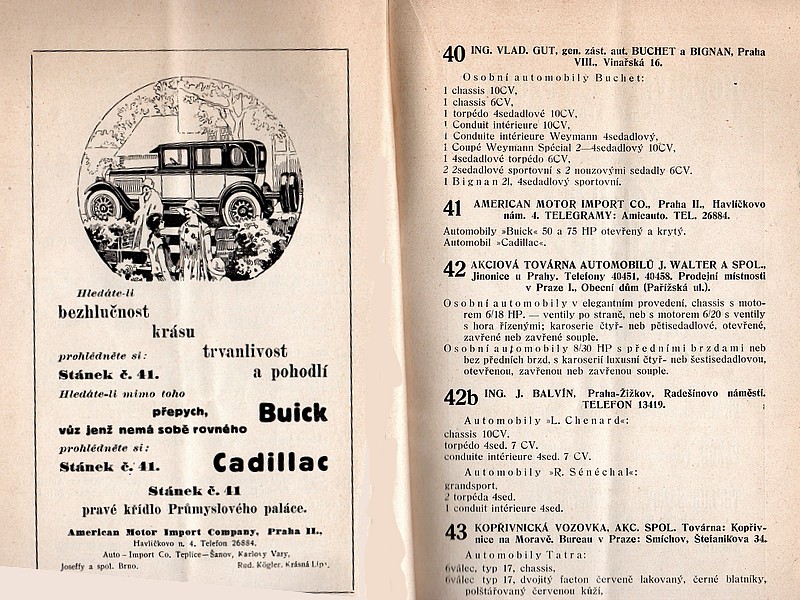 Hledáte-li
bezhlučnost
krásu
trvanlivost
prohlédněte si:
Stánek č. 41.
a pohodlí
Hledáte-li mimo toho
přepych,
Buick
vůz jenž nemá sobě rovného
prohlédněte si:
Stánek č. 41.
Cadillac
Stánek č. 41
pravé křídlo Průmyslového paláce.
American Motor Import Company, Praha II.,
Havlíčkovo n. 4. Telefon 26884.
Auto-Import Co. Teplice—Šanov, Karlovy Vary,
Joseffy a spol. Brno. Rud. Kögler, Krásná Lípa.
40 ING. VLAD. GUT, gen. zást. aut. BUCHET a BIGNAN, Praha
VIII., Vinařská 16.
Osobní automobily Buchet:
1 chassis 10CV,
1 chassis 6CV,
1 torpédo 4sedadlové 10CV,
1 Conduit intérieure 10CV,
1 Conduite intérieure Weymann 4sedadlový,
1 Coupé Weymann Spécial 2—4sedadlový 10CV,
1 4sedadlové torpédo 6CV,
2 2sedadlové sportovní s 2 nouzovými sedadly 6CV.
1 Bignan 2l, 4sedadlový sportovní.
41 AMERICAN MOTOR IMPORT CO., Praha II., Havlíčkovo
nám. 4. TELEGRAMY: Amicauto. TEL. 26884.
Automobily »Buick« 50 a 75 HP otevřený a krytý.
Automobil »Cadillac«.
42 AKCIOVÁ TOVÁRNA AUTOMOBILŮ J. WALTER A SPOL.,
Jinonice u Prahy. Telefony 40451, 40458. Prodejní místnosti
v Praze I., Obecní dům (Pařížská ul.).
Osobní automobily v elegantním provedení, chassis s moto-
rem 6/18 HP. — ventily po straně, neb s motorem 6/20 s ventily
s hora řízenými; karoserie čtyř- neb pětisedadlové, otevřené,
zavřené neb zavřené souple.
Osobní automobily 8/30 HP s předními brzdami neb
bez předních brzd, s karoserií luxusní čtyř- neb šestisedadlovou,
otevřenou, zavřenou neb zavřenou souple.
42b ING. J. BALVÍN, Praha-Žižkov, Radešínovo náměstí.
TELEFON 13419.
Automobily »L. Chenard«:
chassis 10CV.
torpédo 4sed. 7 CV.
conduite intérieure 4sed. 7 CV.
Automobily »R. Sénéchal«:
grandsport,
2 torpéda 4sed.
1 conduit intérieure 4sed.
43 KOPŘIVNICKÁ VOZOVKA, AKC. SPOL. Továrna: Kopřiv-
nice na Moravě. Bureau v Praze: Smíchov, Štefanikova 34.
Automobily Tatra:
6válec, typ 17, chassis,
6válec, typ 17, dvojitý faeton červeně lakovaný, černé blatníky,
polštářovaný červenou kůží,